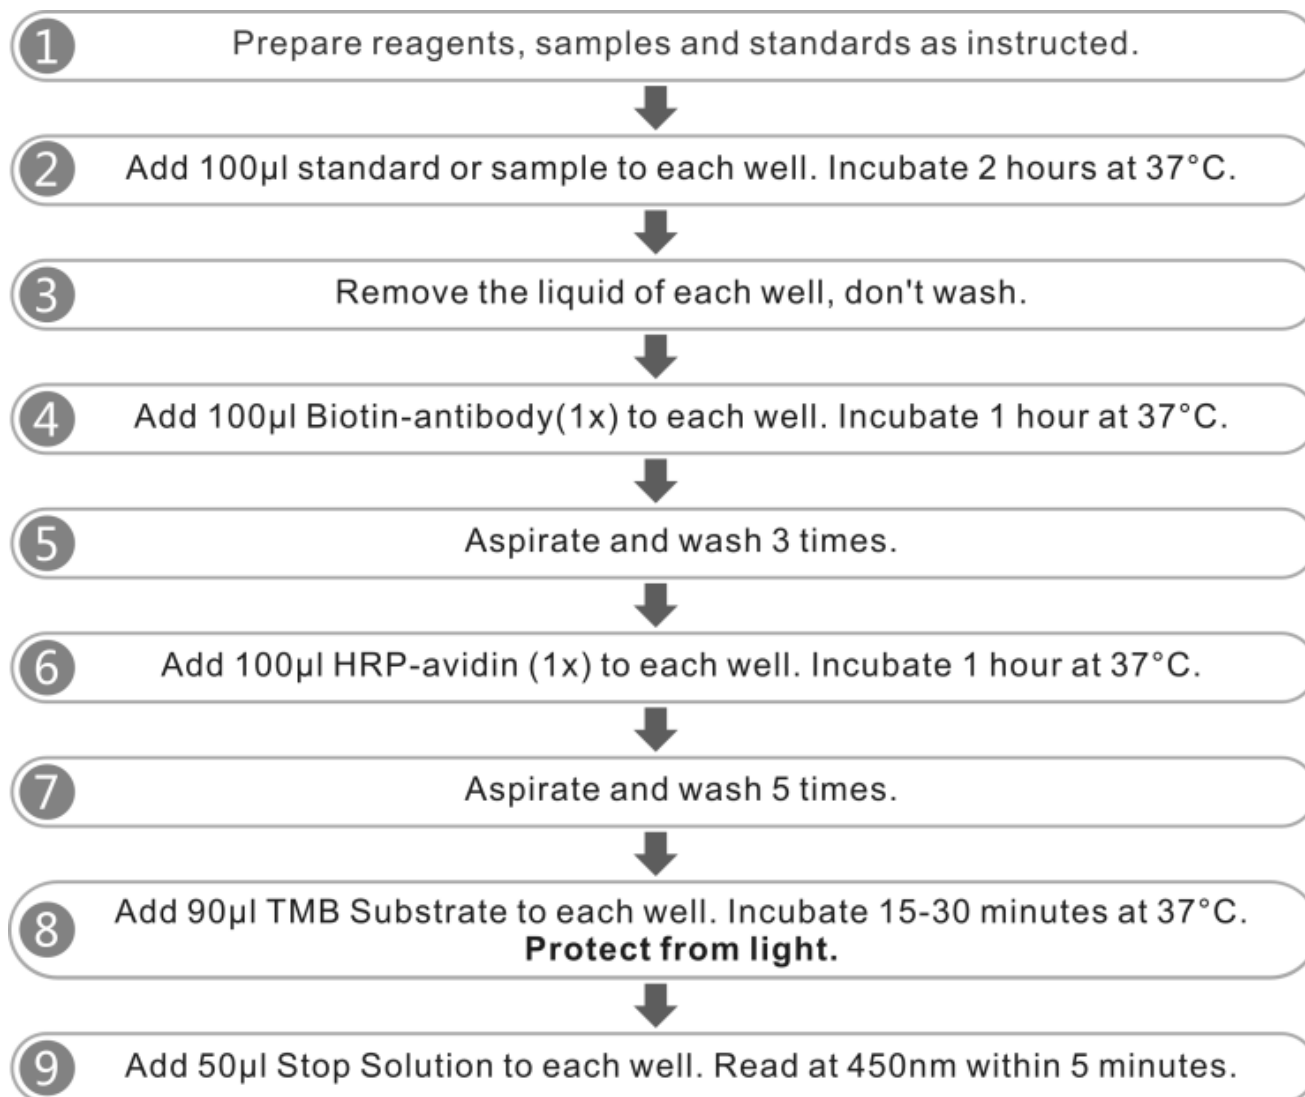 1 Prepare reagents, samples and standards as instructed.
2 Add 100μl standard or sample to each well. Incubate 2 hours at 37°C.
3 Remove the liquid of each well, don't wash.
4 Add 100μl Biotin-antibody(1x) to each well. Incubate 1 hour at 37°C.
5 Aspirate and wash 3 times.
6 Add 100μl HRP-avidin (1x) to each well. Incubate 1 hour at 37°C.
7 Aspirate and wash 5 times.
8 Add 90μl TMB Substrate to each well. Incubate 15-30 minutes at 37°C.
Protect from light.
9 Add 50μl Stop Solution to each well. Read at 450nm within 5 minutes.